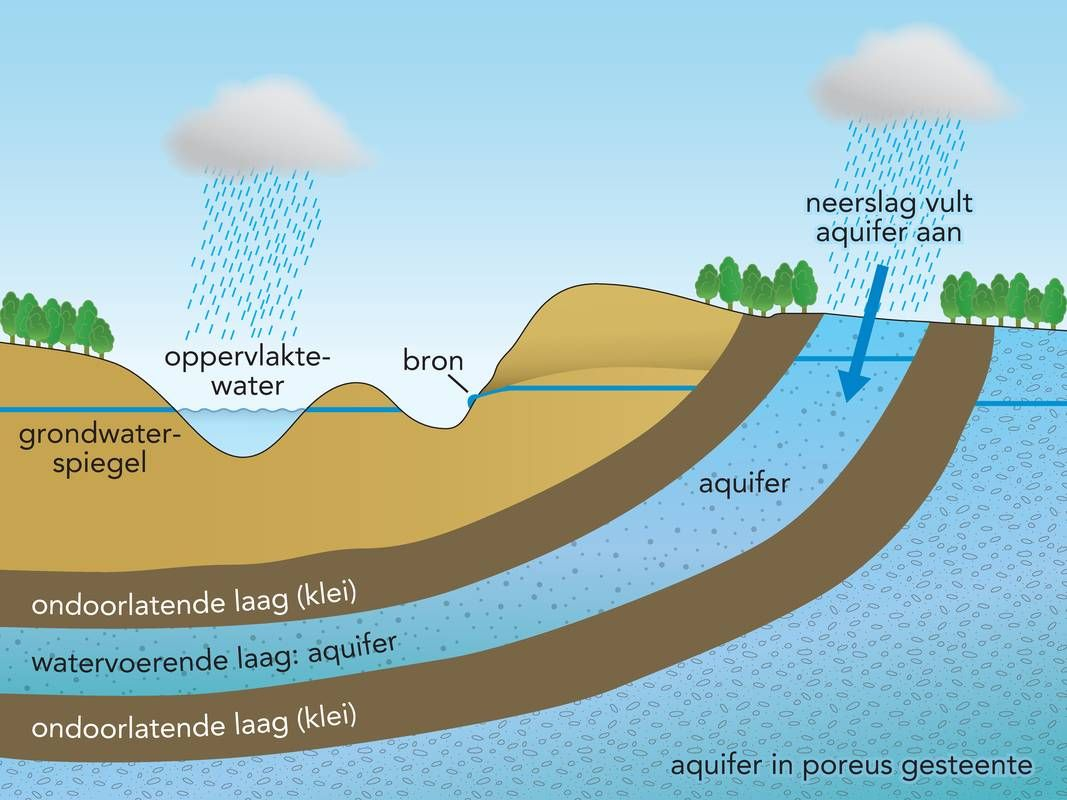 neerslag vult
aquifer aan
oppervlakte-
water
bron
grondwater-
spiegel
aquifer
ondoorlatende laag (klei)
watervoerende laag: aquifer
ondoorlatende laag (klei)
aquifer in poreus gesteente